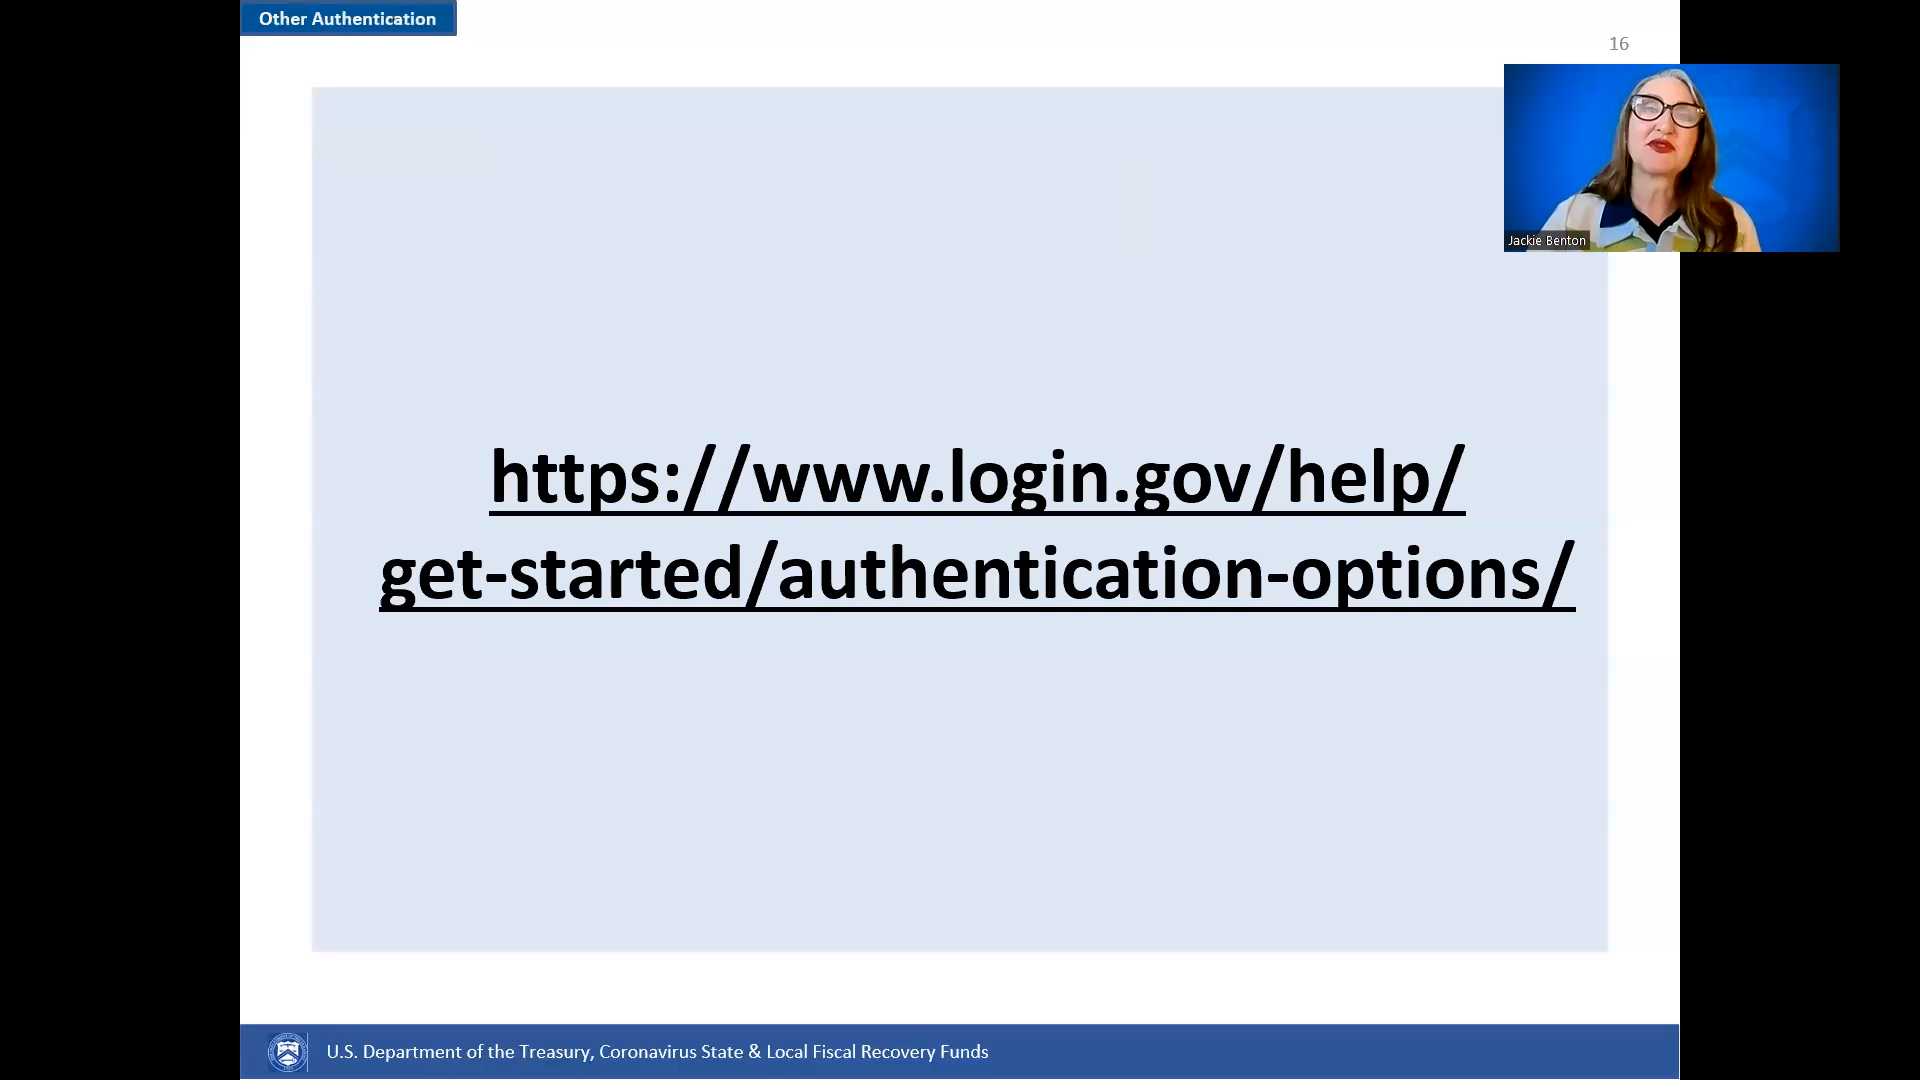 Other Authentication
16
Jackie Benton
https://www.login.gov/help/
get-started/authentication-options/
U.S. Department of the Treasury, Coronavirus State & Local Fiscal Recovery Funds